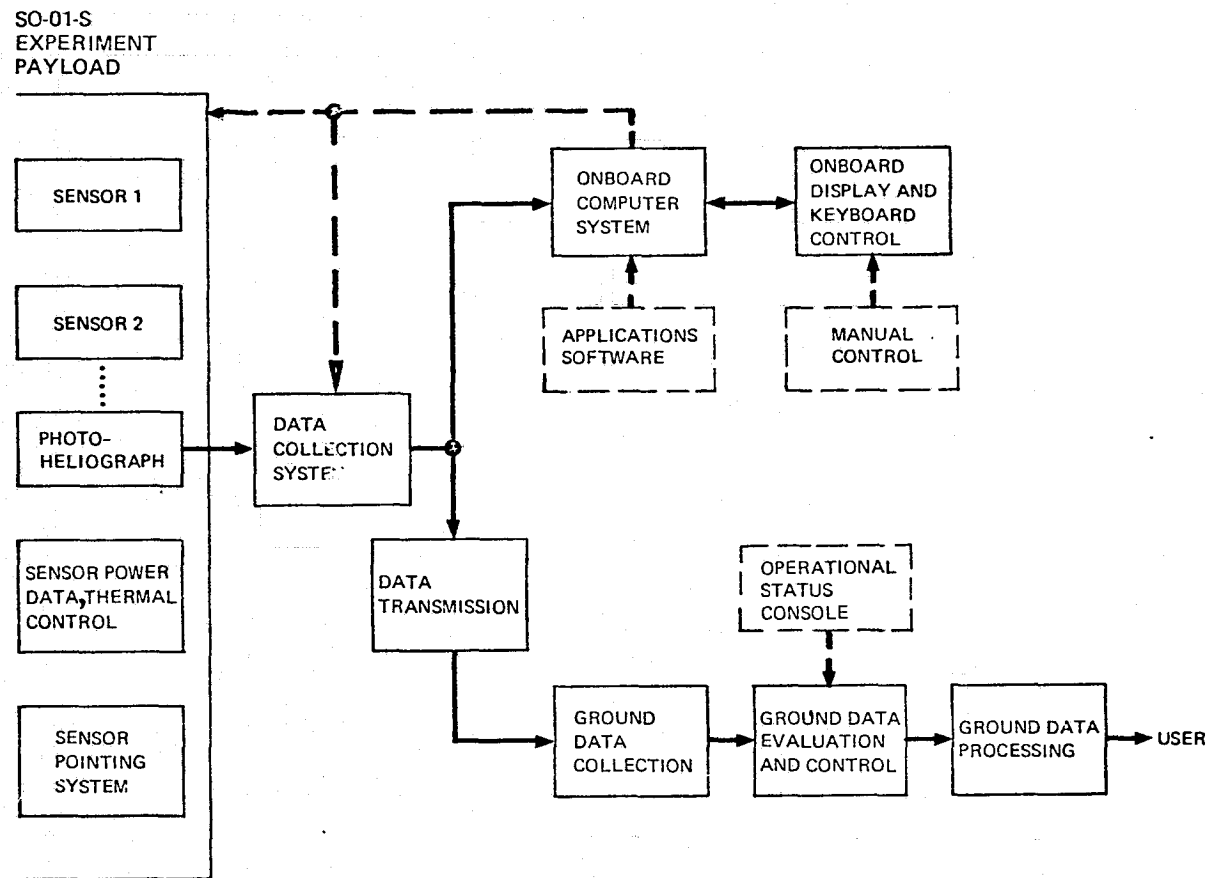 SO-01-S
EXPERIMENT
PAYLOAD
SENSOR 1
SENSOR 2
PHOTO-
HELIOGRAPH
SENSOR POWER
DATA, THERMAL
CONTROL
SENSOR
POINTING
SYSTEM
DATA
COLLECTION
SYSTEM
ONBOARD
COMPUTER
SYSTEM
ONBOARD
DISPLAY AND
KEYBOARD
CONTROL
APPLICATIONS
SOFTWARE
MANUAL
CONTROL
DATA
TRANSMISSION
OPERATIONAL
STATUS
CONSOLE
GROUND
DATA
COLLECTION
GROUND DATA
EVALUATION
AND CONTROL
GROUND DATA
PROCESSING
USER